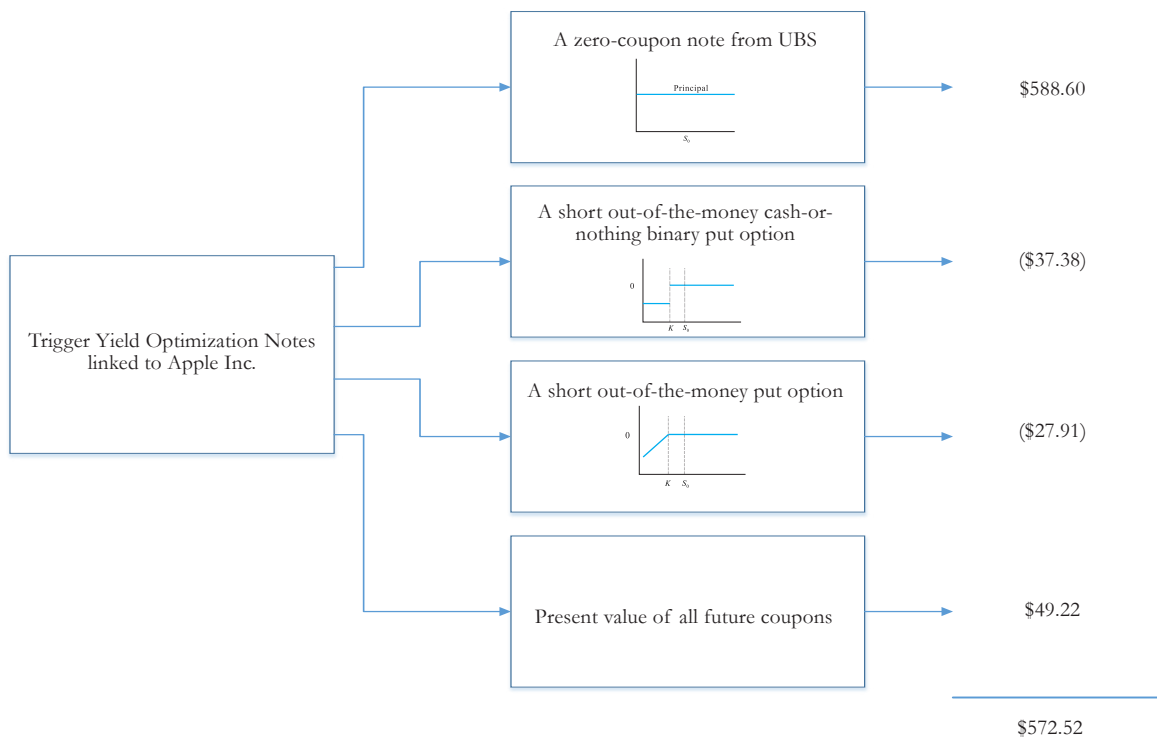 A zero-coupon note from UBS
Principal
S₀
$588.60
A short out-of-the-money cash-or-
nothing binary put option
0
K S₀
($37.38)
Trigger Yield Optimization Notes
linked to Apple Inc.
A short out-of-the-money put option
0
K S₀
($27.91)
Present value of all future coupons
$49.22
$572.52